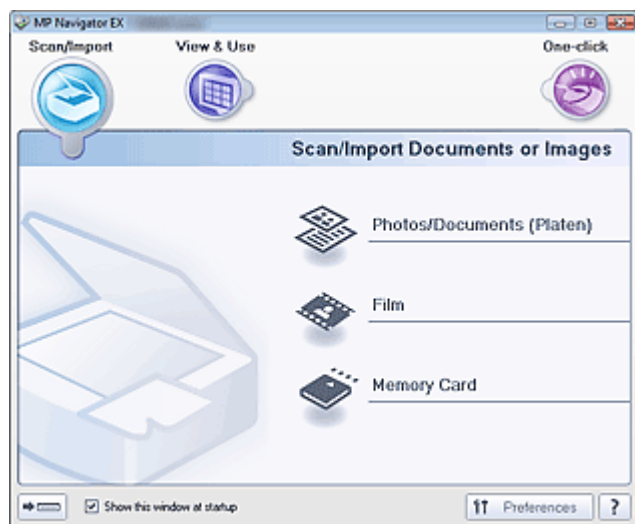 MP Navigator EX
Scan/Import View & Use One-click
Scan/Import Documents or Images
Photos/Documents (Platen)
Film
Memory Card
Show this window at startup Preferences ?